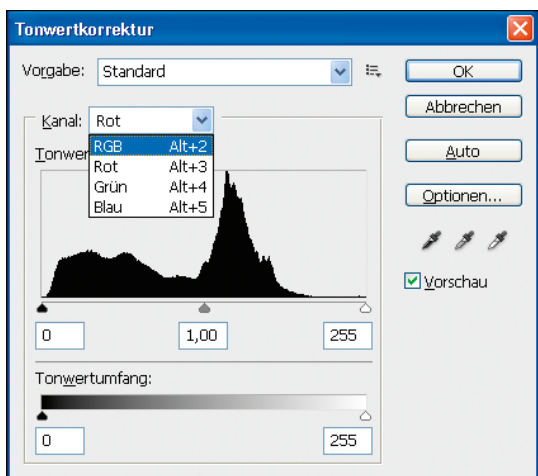 Tonwertkorrektur
Vorgabe: Standard
OK
Abbrechen
Kanal: Rot
RGB Alt+2
Rot Alt+3
Grün Alt+4
Blau Alt+5
Tonwer
Auto
Optionen...
Vorschau
0 1,00 255
Tonwertumfang:
0 255